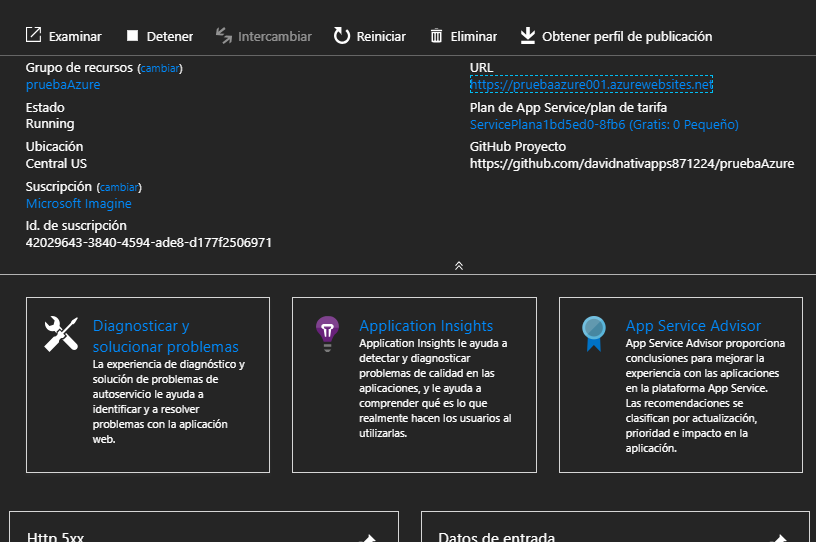 Examinar Detener Intercambiar Reiniciar Eliminar Obtener perfil de publicación
Grupo de recursos (cambiar)
pruebaAzure
Estado
Running
Ubicación
Central US
Suscripción (cambiar)
Microsoft Imagine
Id. de suscripción
42029643-3840-4594-ade8-d177f2506971
URL
https://pruebaazure001.azurewebsites.net
Plan de App Service/plan de tarifa
ServicePlana1bd5ed0-8fb6 (Gratis: 0 Pequeño)
GitHub Proyecto
https://github.com/davidnativapps871224/pruebaAzure
Diagnosticar y
solucionar problemas
La experiencia de diagnóstico y
solución de problemas de
autoservicio le ayuda a
identificar y a resolver
problemas con la aplicación
web.
Application Insights
Application Insights le ayuda a
detectar y diagnosticar
problemas de calidad en las
aplicaciones, y le ayuda a
comprender qué es lo que
realmente hacen los usuarios al
utilizarlas.
App Service Advisor
App Service Advisor proporciona
conclusiones para mejorar la
experiencia con las aplicaciones
en la plataforma App Service.
Las recomendaciones se
clasifican por actualización,
prioridad e impacto en la
aplicación.
Http 5xx
Datos de entrada